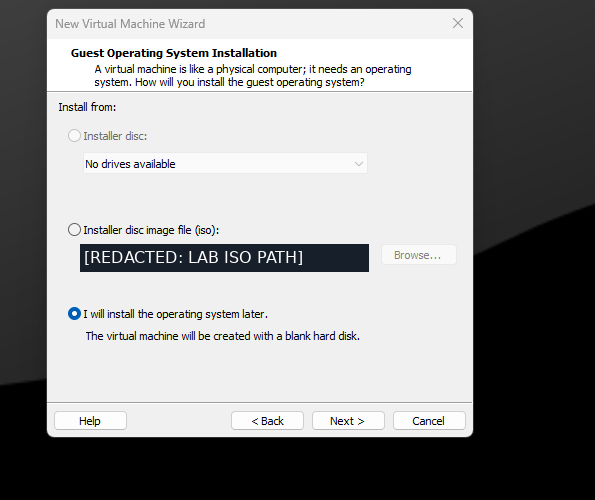 New Virtual Machine Wizard
Guest Operating System Installation
A virtual machine is like a physical computer; it needs an operating
system. How will you install the guest operating system?
Install from:
Installer disc:
No drives available
Installer disc image file (iso):
[REDACTED: LAB ISO PATH]
Browse...
I will install the operating system later.
The virtual machine will be created with a blank hard disk.
Help
< Back
Next >
Cancel